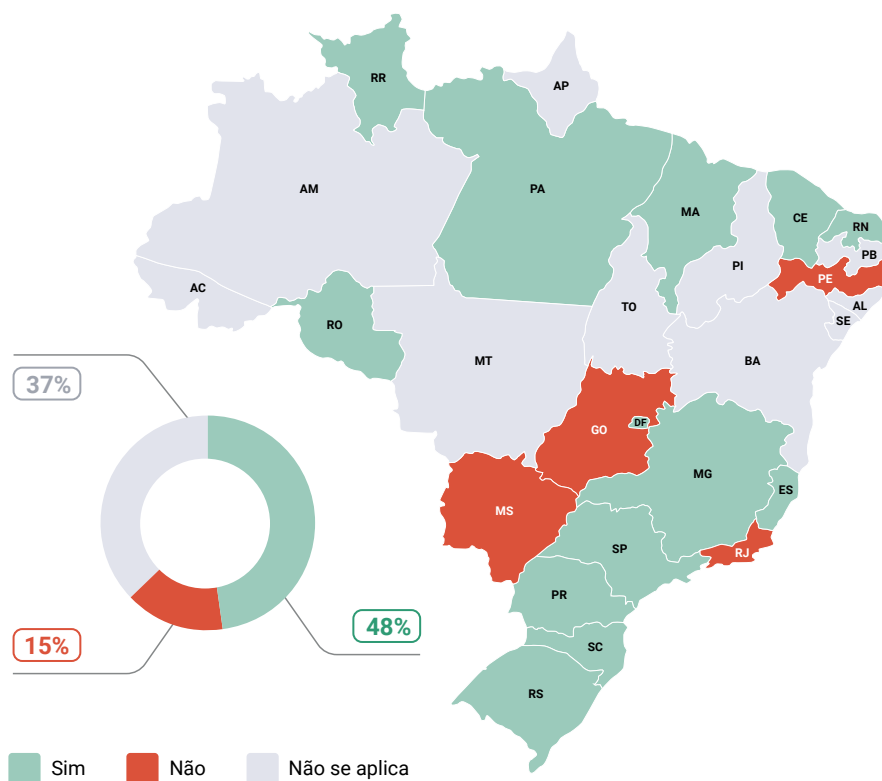 RR
AP
AM
PA
MA
CE
RN
PB
PI
PE
AC
AL
TO
SE
RO
BA
MT
37%
GO
DF
MG
ES
MS
SP
RJ
PR
15%
48%
SC
RS
Sim
Não
Não se aplica